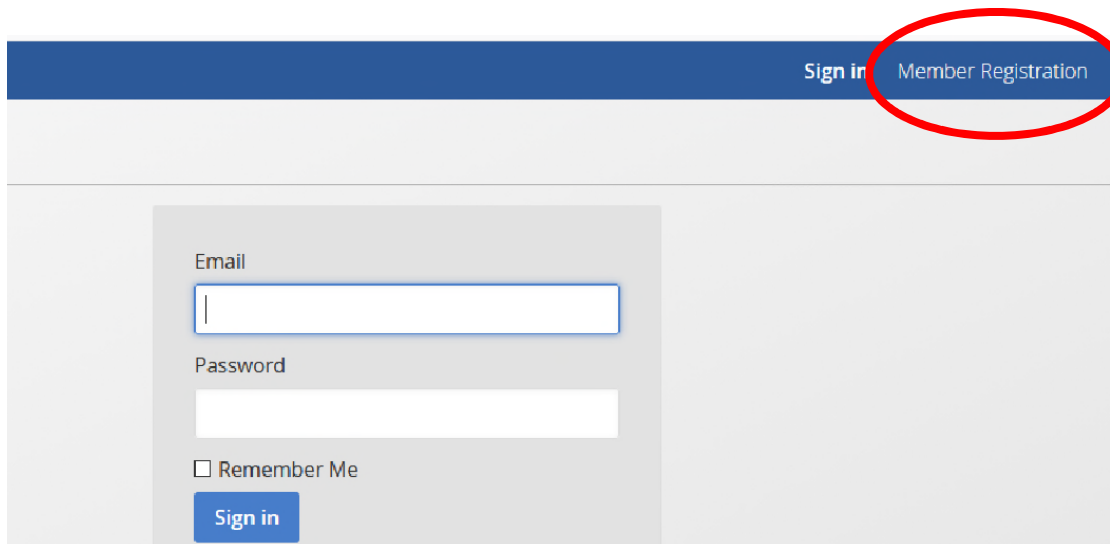 Sign in Member Registration
Email
Password
Remember Me
Sign in